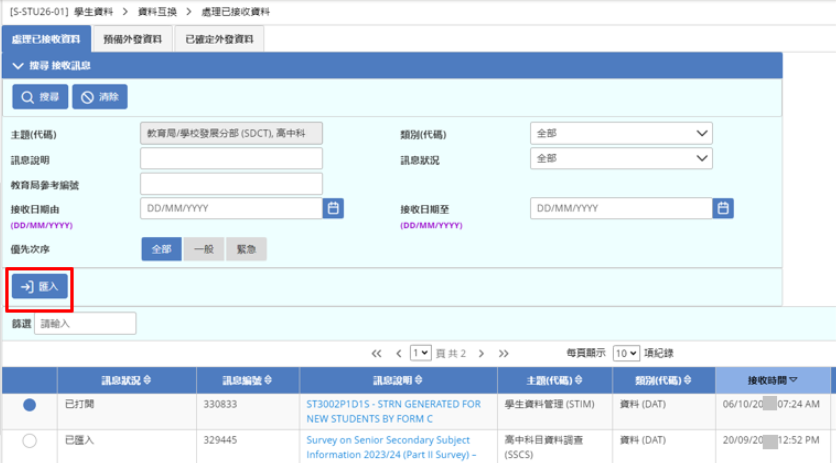 [S-STU26-01] 學生資料 > 資料互換 > 處理已接收資料
處理已接收資料 預備外發資料 已確定外發資料
搜尋 接收訊息
搜尋 清除
主題(代碼) 教育局/學校發展分部 (SDCT), 高中科 類別(代碼) 全部
訊息說明 訊息狀況 全部
教育局參考編號
接收日期由 DD/MM/YYYY 接收日期至 DD/MM/YYYY
(DD/MM/YYYY) (DD/MM/YYYY)
優先次序 全部 一般 緊急
匯入
篩選 請輸入
<< < 1 頁共 2 > >> 每頁顯示 10 項紀錄
訊息狀況 訊息編號 訊息說明 主題(代碼) 類別(代碼) 接收時間
已打開 330833 ST3002P1D1S - STRN GENERATED FOR 學生資料管理 (STIM) 資料 (DAT) 06/10/20 07:24 AM
NEW STUDENTS BY FORM C
已匯入 329445 Survey on Senior Secondary Subject 高中科目資料調查 資料 (DAT) 20/09/20 12:52 PM
Information 2023/24 (Part II Survey) – (SSCS)